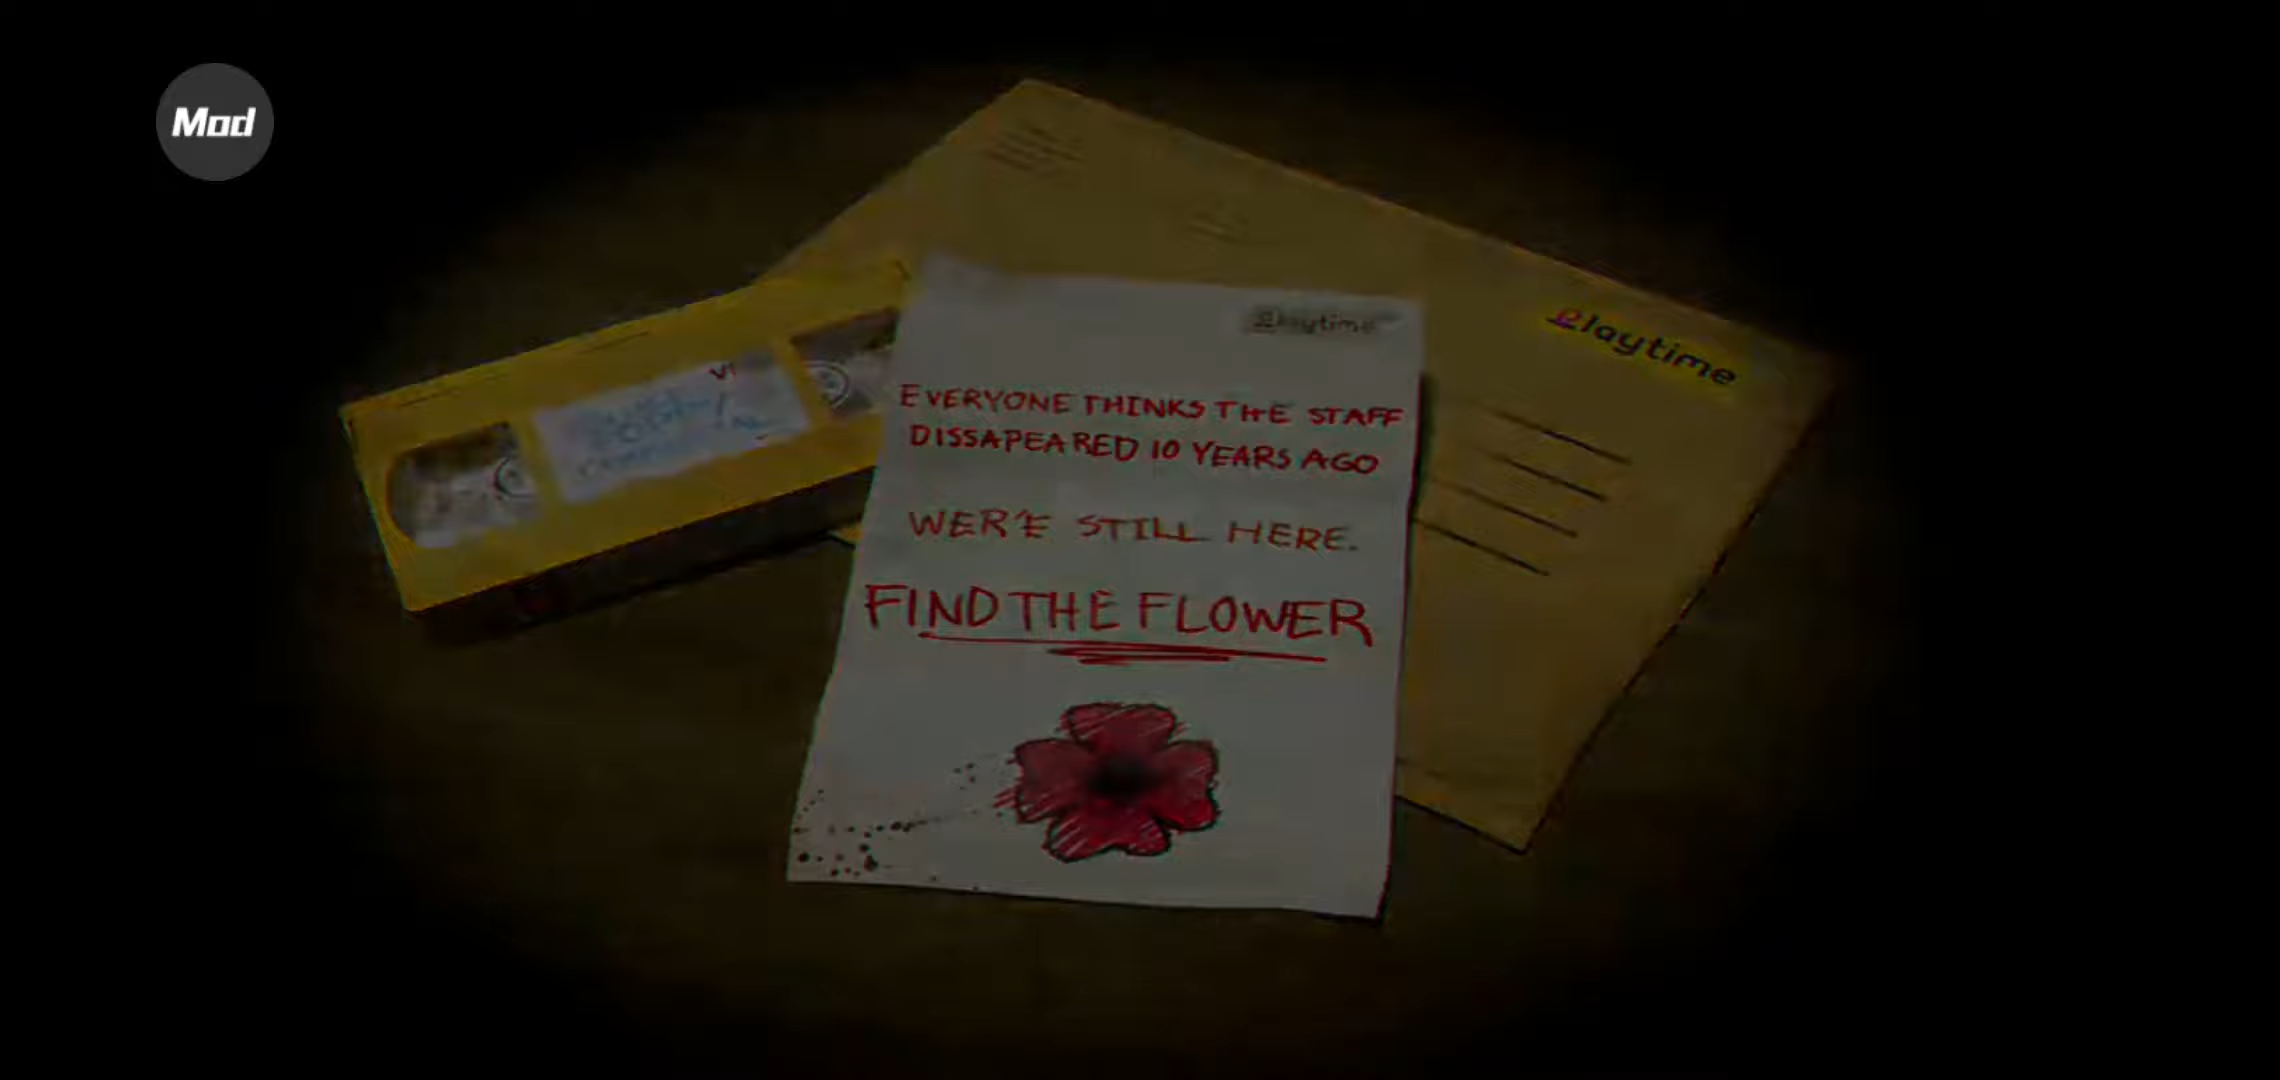 Mod
Playtime
Playtime
EVERYONE THINKS THE STAFF
DISSAPEARED 10 YEARS AGO
WER'E STILL HERE.
FIND THE FLOWER